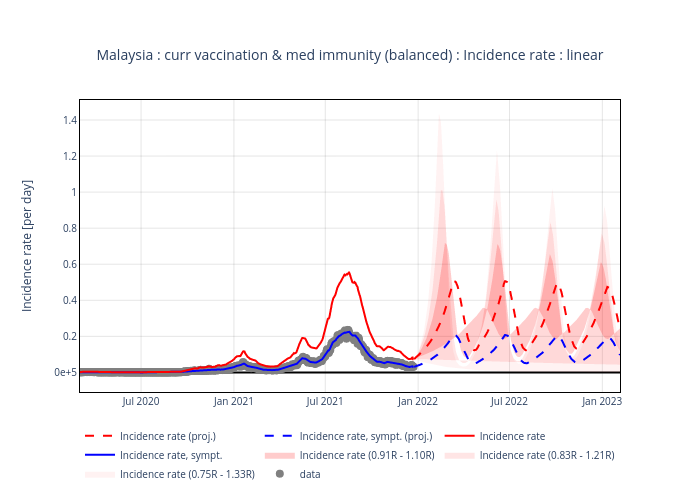 Malaysia : curr vaccination & med immunity (balanced) : Incidence rate : linear
Incidence rate [per day]
1.4
1.2
1
0.8
0.6
0.4
0.2
0e+5
Jul 2020
Jan 2021
Jul 2021
Jan 2022
Jul 2022
Jan 2023
Incidence rate (proj.)
Incidence rate, sympt. (proj.)
Incidence rate
Incidence rate, sympt.
Incidence rate (0.91R - 1.10R)
Incidence rate (0.83R - 1.21R)
Incidence rate (0.75R - 1.33R)
data